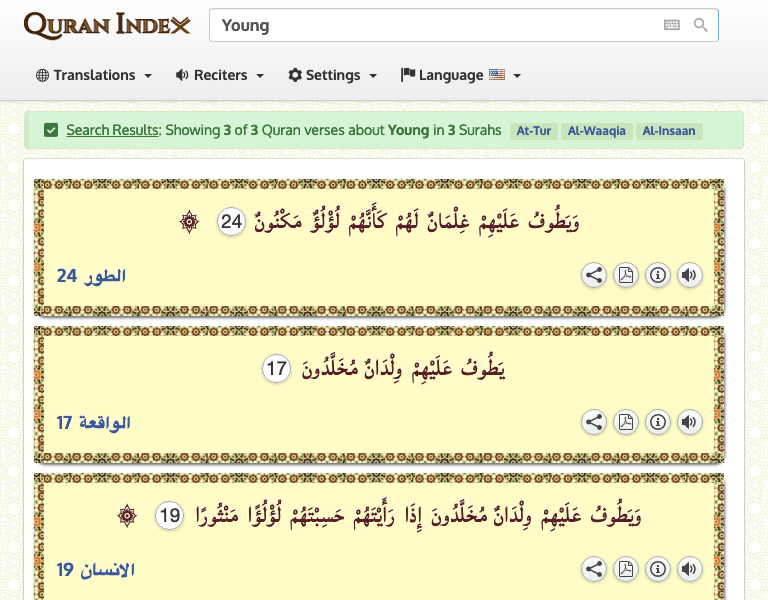 QURAN INDEX
Young
Translations Reciters Settings Language
Search Results: Showing 3 of 3 Quran verses about Young in 3 Surahs At-Tur Al-Waaqia Al-Insaan
وَيَطُوفُ عَلَيْهِمْ غِلْمَانٌ لَهُمْ كَأَنَّهُمْ لُؤْلُؤٌ مَكْنُونٌ 24 ۞
الطور 24
يَطُوفُ عَلَيْهِمْ وِلْدَانٌ مُخَلَّدُونَ 17
الواقعة 17
وَيَطُوفُ عَلَيْهِمْ وِلْدَانٌ مُخَلَّدُونَ إِذَا رَأَيْتَهُمْ حَسِبْتَهُمْ لُؤْلُؤًا مَنْثُورًا 19 ۞
الانسان 19